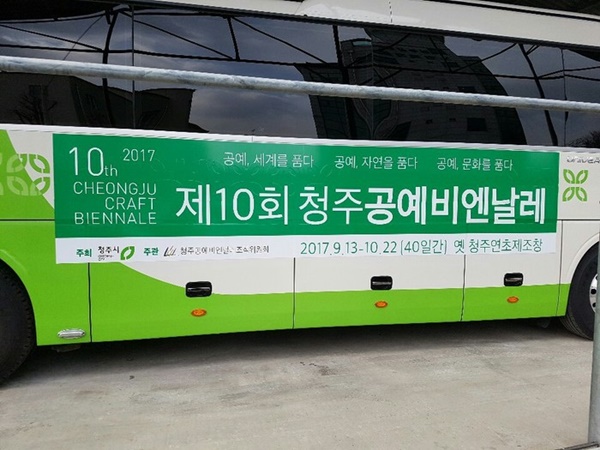 10th 2017
CHEONGJU
CRAFT
BIENNALE
공예, 세계를 품다 공예, 자연을 품다 공예, 문화를 품다
제10회 청주공예비엔날레
주최 청주시 주관 청주공예비엔날레조직위원회
2017.9.13-10.22 (40일간) 옛 청주연초제조창